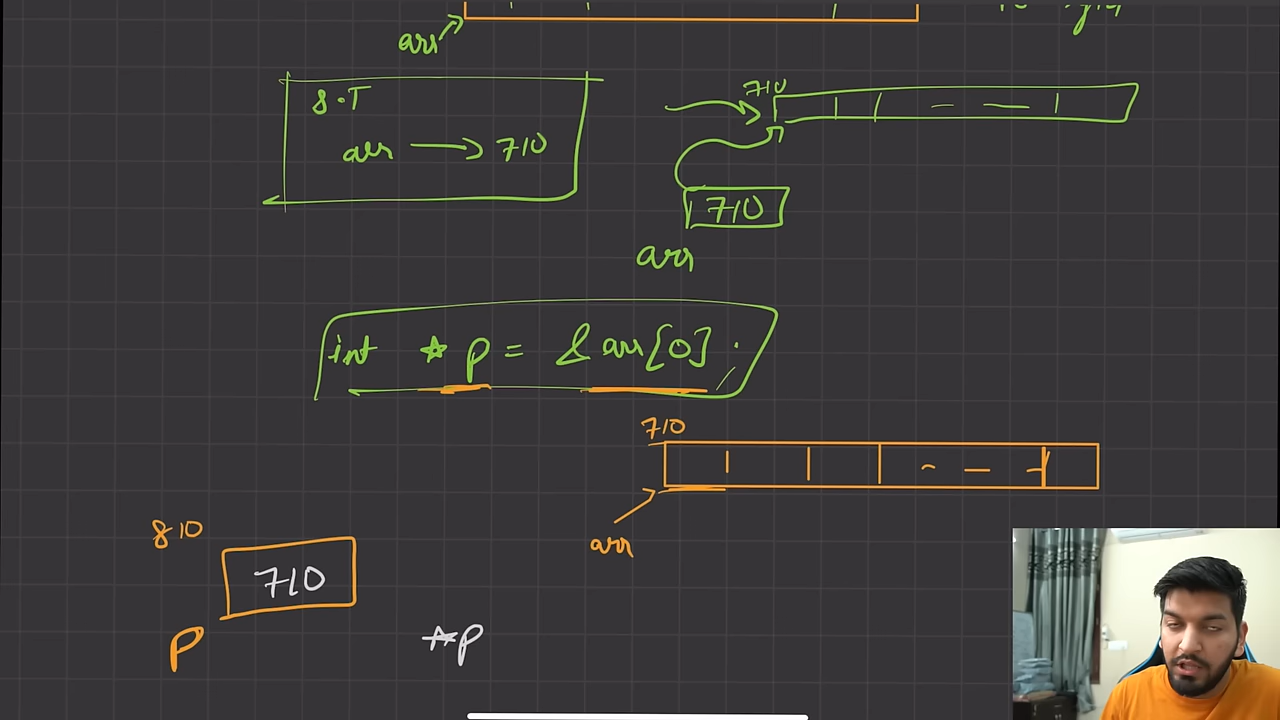 arr
S.T
arr → 710
710
710
arr
int *p = &arr[0];
710
arr
810
710
p
*p